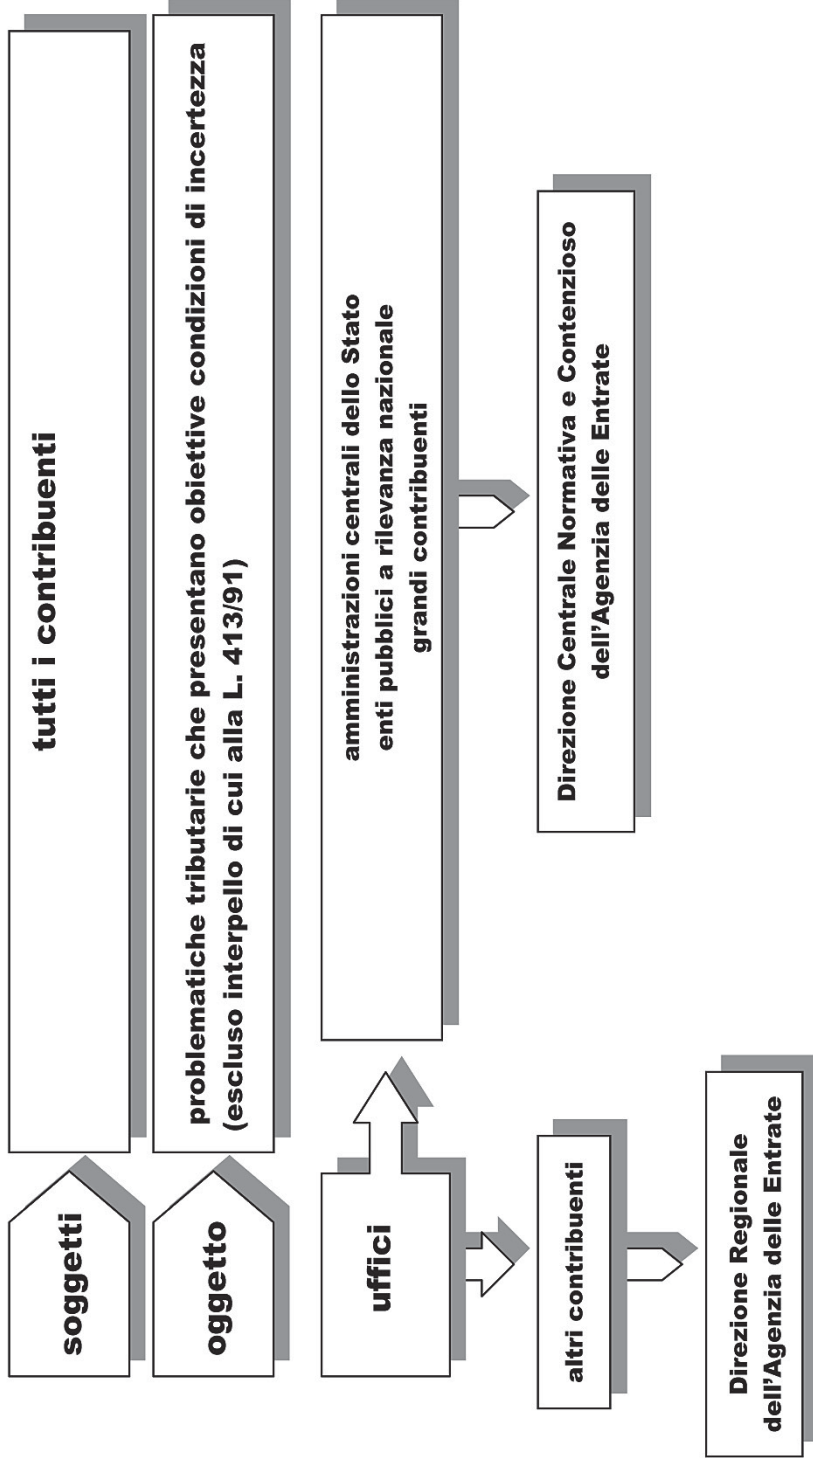 soggetti
tutti i contribuenti
oggetto
problematiche tributarie che presentano obiettive condizioni di incertezza
(escluso interpello di cui alla L. 413/91)
uffici
amministrazioni centrali dello Stato
enti pubblici a rilevanza nazionale
grandi contribuenti
Direzione Centrale Normativa e Contenzioso
dell'Agenzia delle Entrate
altri contribuenti
Direzione Regionale
dell'Agenzia delle Entrate